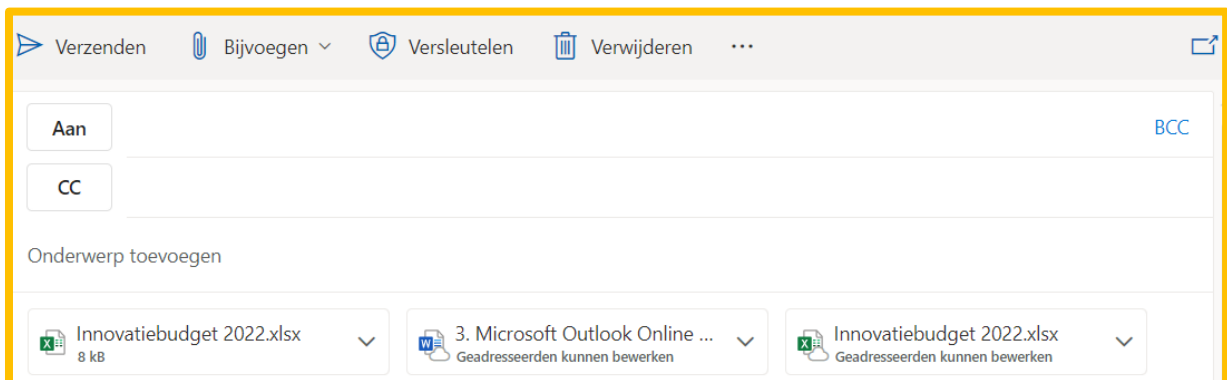 Verzenden Bijvoegen Versleutelen Verwijderen ...
Aan BCC
CC
Onderwerp toevoegen
Innovatiebudget 2022.xlsx
8 kB
3. Microsoft Outlook Online ...
Geadresseerden kunnen bewerken
Innovatiebudget 2022.xlsx
Geadresseerden kunnen bewerken